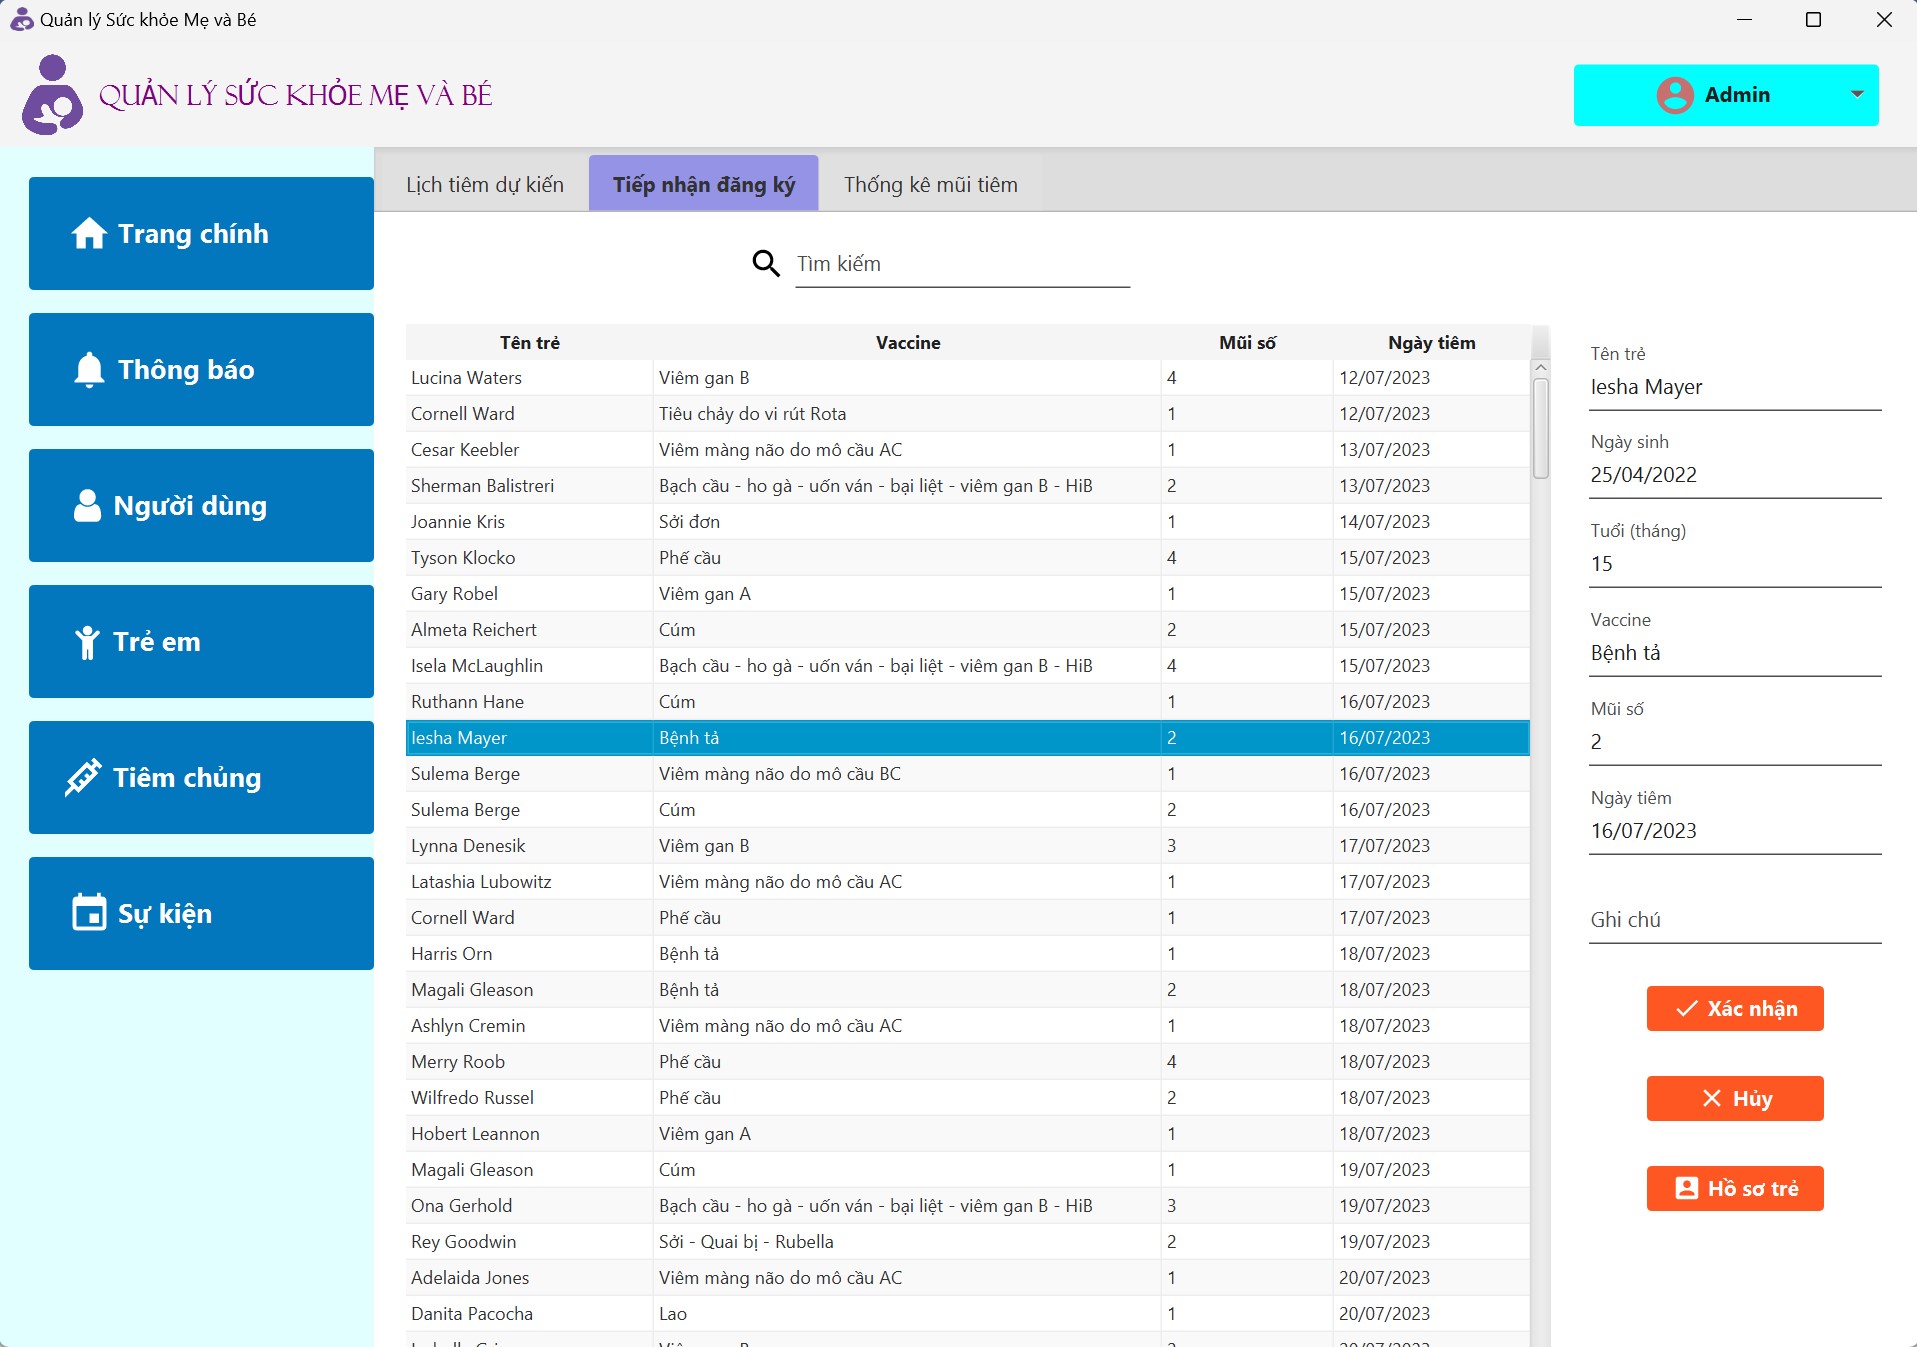 Quản lý Sức khỏe Mẹ và Bé
QUẢN LÝ SỨC KHỎE MẸ VÀ BÉ
Admin
Trang chính
Thông báo
Người dùng
Trẻ em
Tiêm chủng
Sự kiện
Lịch tiêm dự kiến Tiếp nhận đăng ký Thống kê mũi tiêm
Tìm kiếm
Tên trẻ Vaccine Mũi số Ngày tiêm
Lucina Waters Viêm gan B 4 12/07/2023
Cornell Ward Tiêu chảy do vi rút Rota 1 12/07/2023
Cesar Keebler Viêm màng não do mô cầu AC 1 13/07/2023
Sherman Balistreri Bạch cầu - ho gà - uốn ván - bại liệt - viêm gan B - HiB 2 13/07/2023
Joannie Kris Sởi đơn 1 14/07/2023
Tyson Klocko Phế cầu 4 15/07/2023
Gary Robel Viêm gan A 1 15/07/2023
Almeta Reichert Cúm 2 15/07/2023
Isela McLaughlin Bạch cầu - ho gà - uốn ván - bại liệt - viêm gan B - HiB 4 15/07/2023
Ruthann Hane Cúm 1 16/07/2023
Iesha Mayer Bệnh tả 2 16/07/2023
Sulema Berge Viêm màng não do mô cầu BC 1 16/07/2023
Sulema Berge Cúm 2 16/07/2023
Lynna Denesik Viêm gan B 3 17/07/2023
Latashia Lubowitz Viêm màng não do mô cầu AC 1 17/07/2023
Cornell Ward Phế cầu 1 17/07/2023
Harris Orn Bệnh tả 1 18/07/2023
Magali Gleason Bệnh tả 2 18/07/2023
Ashlyn Cremin Viêm màng não do mô cầu AC 1 18/07/2023
Merry Roob Phế cầu 4 18/07/2023
Wilfredo Russel Phế cầu 2 18/07/2023
Hobert Leannon Viêm gan A 1 18/07/2023
Magali Gleason Cúm 1 19/07/2023
Ona Gerhold Bạch cầu - ho gà - uốn ván - bại liệt - viêm gan B - HiB 3 19/07/2023
Rey Goodwin Sởi - Quai bị - Rubella 2 19/07/2023
Adelaida Jones Viêm màng não do mô cầu AC 1 20/07/2023
Danita Pacocha Lao 1 20/07/2023
Tên trẻ
Iesha Mayer
Ngày sinh
25/04/2022
Tuổi (tháng)
15
Vaccine
Bệnh tả
Mũi số
2
Ngày tiêm
16/07/2023
Ghi chú
Xác nhận
Hủy
Hồ sơ trẻ